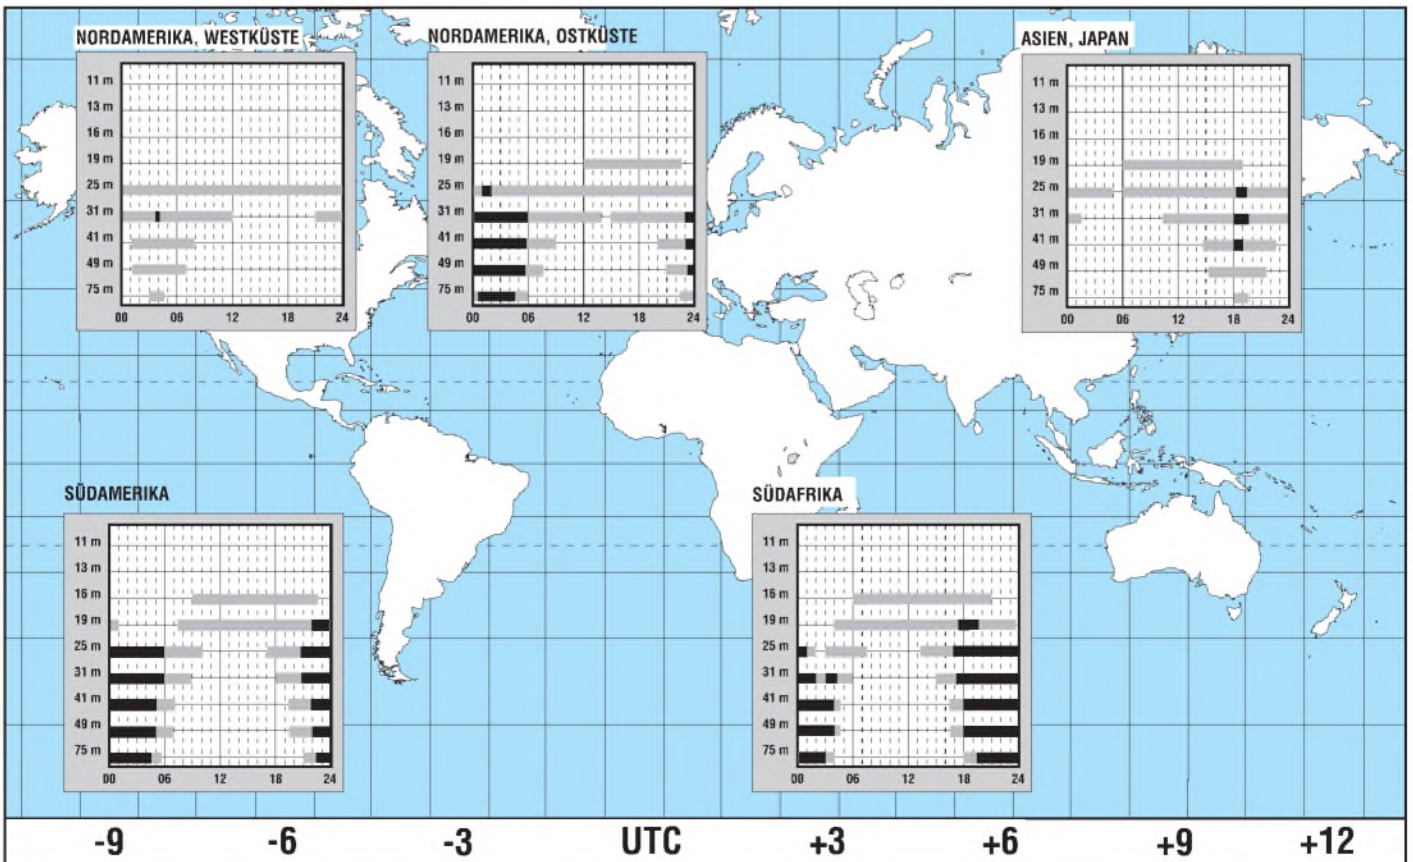 NORDAMERIKA, WESTKÜSTE
11 m
13 m
16 m
19 m
25 m
31 m
41 m
49 m
75 m
00 06 12 18 24
NORDAMERIKA, OSTKÜSTE
11 m
13 m
16 m
19 m
25 m
31 m
41 m
49 m
75 m
00 06 12 18 24
ASIEN, JAPAN
11 m
13 m
16 m
19 m
25 m
31 m
41 m
49 m
75 m
00 06 12 18 24
SÜDAMERIKA
11 m
13 m
16 m
19 m
25 m
31 m
41 m
49 m
75 m
00 06 12 18 24
SÜDAFRIKA
11 m
13 m
16 m
19 m
25 m
31 m
41 m
49 m
75 m
00 06 12 18 24
-9 -6 -3 UTC +3 +6 +9 +12